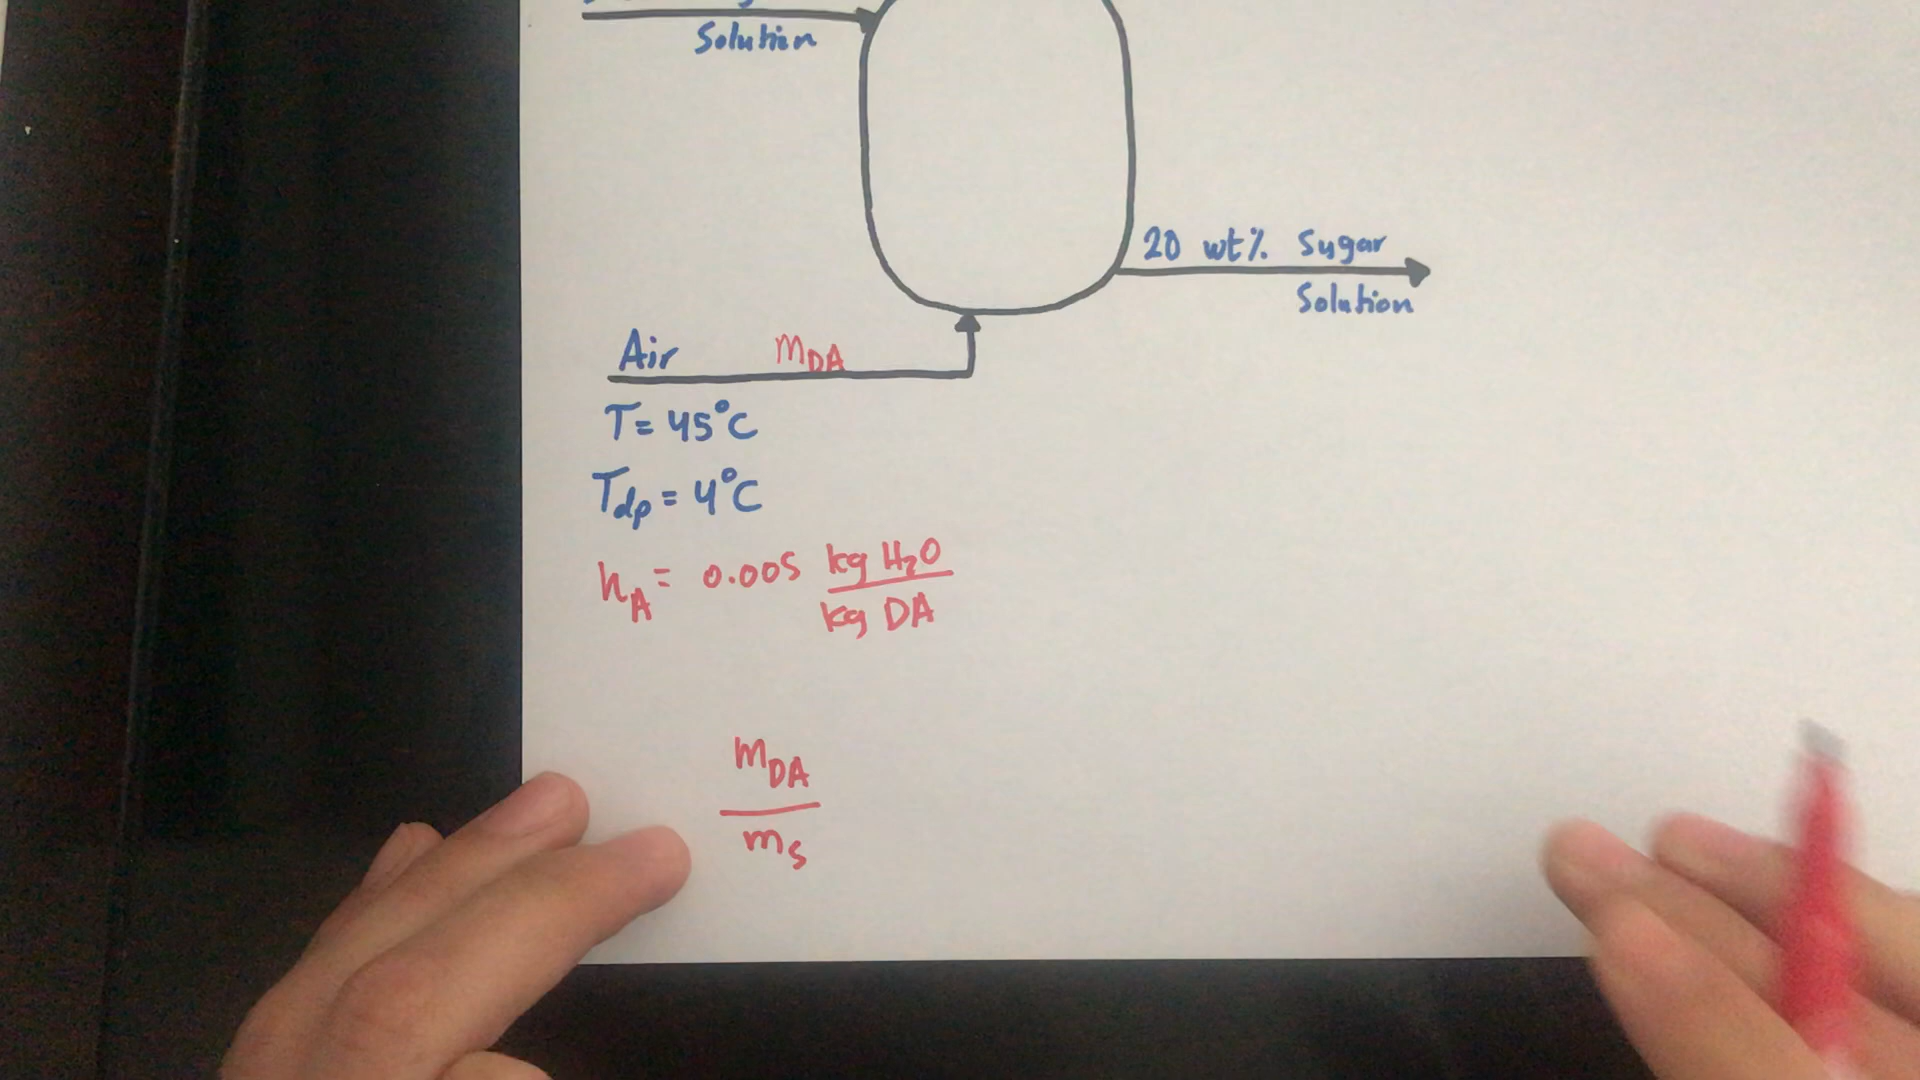 Solution
20 wt% Sugar
Solution
Air mDA
T= 45°C
Tdp = 4°C
hA = 0.005 kg H2O
kg DA
mDA
mS